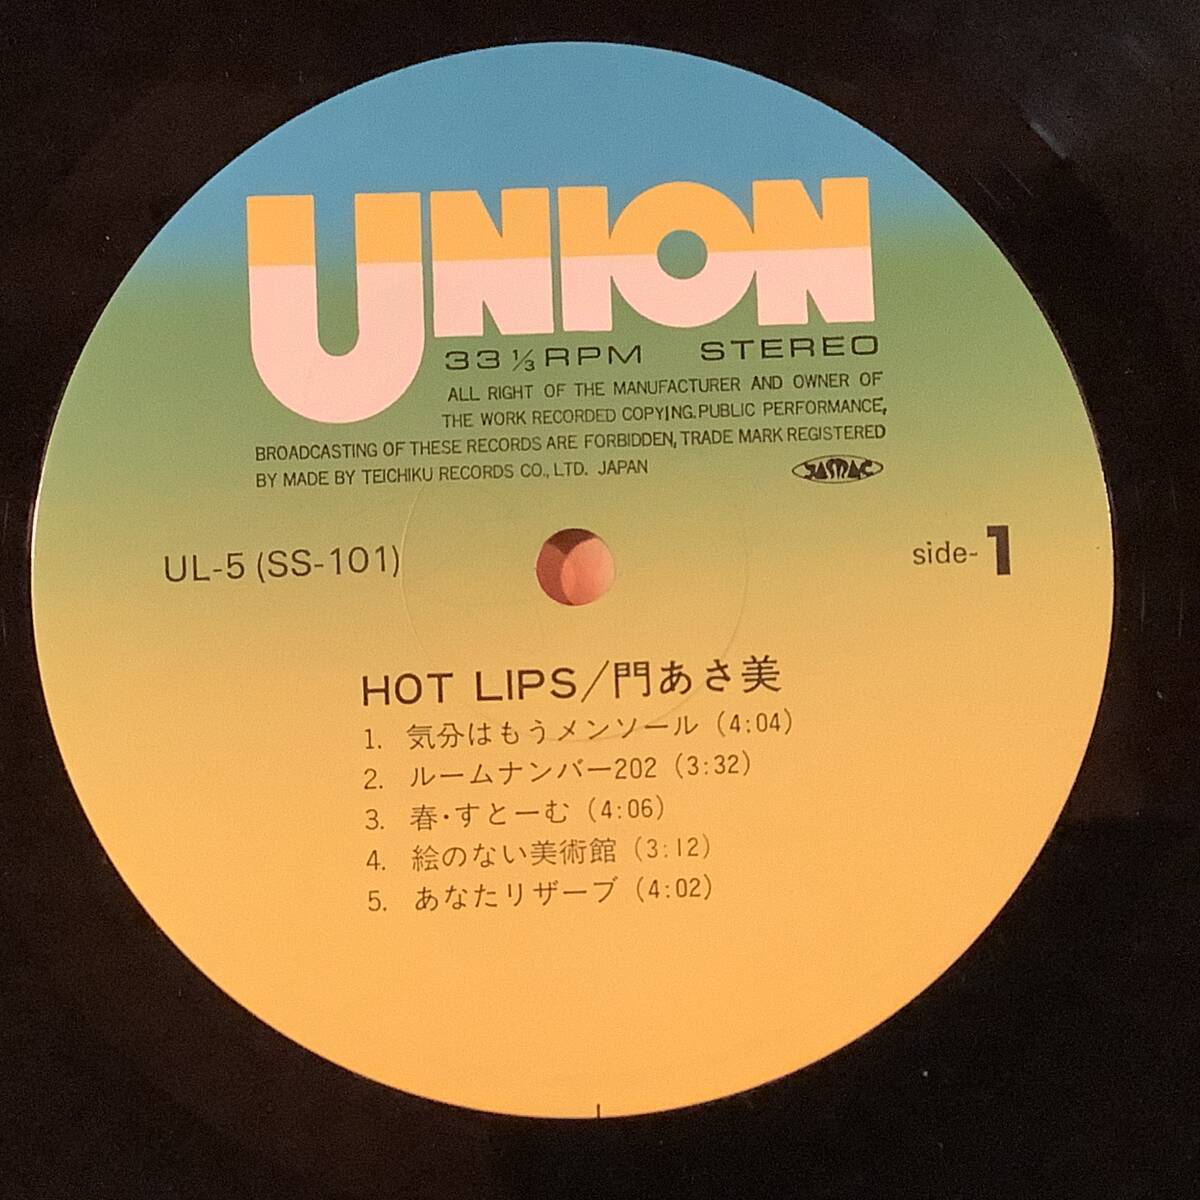 UNION
33 1/3 RPM STEREO
ALL RIGHT OF THE MANUFACTURER AND OWNER OF
THE WORK RECORDED COPYING.PUBLIC PERFORMANCE,
BROADCASTING OF THESE RECORDS ARE FORBIDDEN, TRADE MARK REGISTERED
BY MADE BY TEICHIKU RECORDS CO., LTD. JAPAN
JASRAC
UL-5 (SS-101)
side-1
HOT LIPS/門あさ美
1. 気分はもうメンソール (4:04)
2. ルームナンバー202 (3:32)
3. 春・すとーむ (4:06)
4. 絵のない美術館 (3:12)
5. あなたリザーブ (4:02)